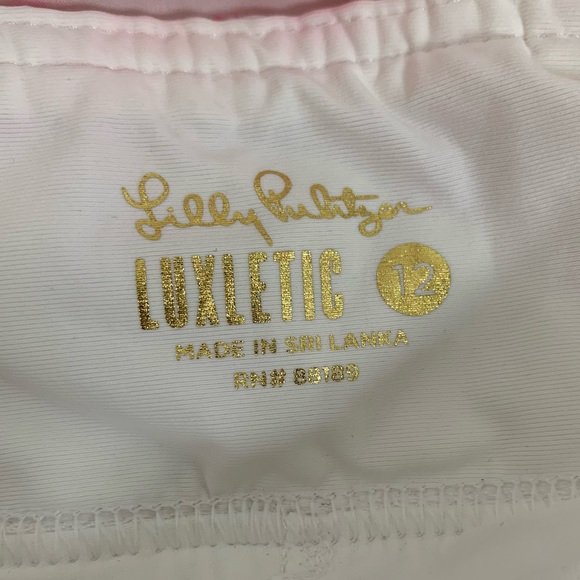 Lilly Pulitzer
LUXLETIC 12
MADE IN SRI LANKA
RN# 88189